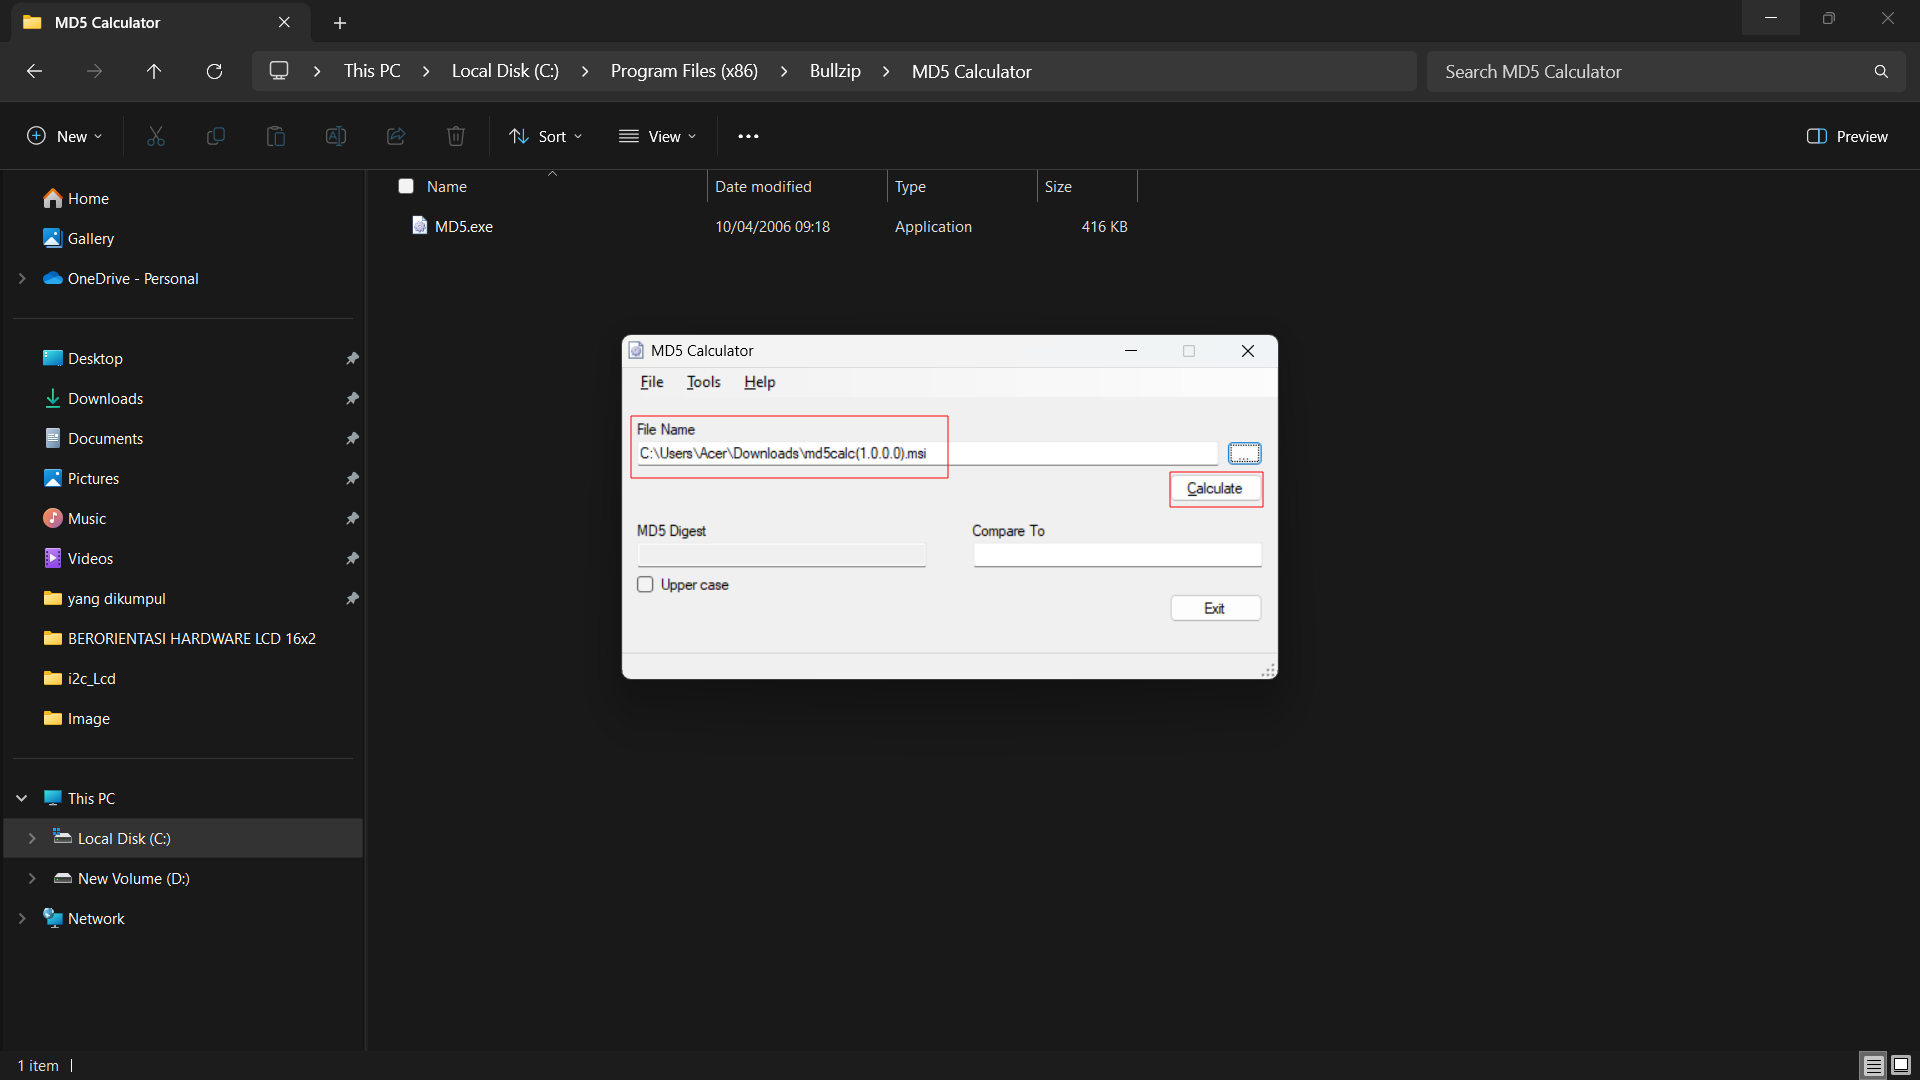 MD5 Calculator
This PC
Local Disk (C:)
Program Files (x86)
Bullzip
MD5 Calculator
Search MD5 Calculator
New
Sort
View
Preview
Home
Gallery
OneDrive - Personal
Desktop
Downloads
Documents
Pictures
Music
Videos
yang dikumpul
BERORIENTASI HARDWARE LCD 16x2
i2c_Lcd
Image
This PC
Local Disk (C:)
New Volume (D:)
Network
Name Date modified Type Size
MD5.exe 10/04/2006 09:18 Application 416 KB
MD5 Calculator
File Tools Help
File Name
C:\Users\Acer\Downloads\md5calc(1.0.0.0).msi
...
Calculate
MD5 Digest Compare To
Upper case
Exit
1 item